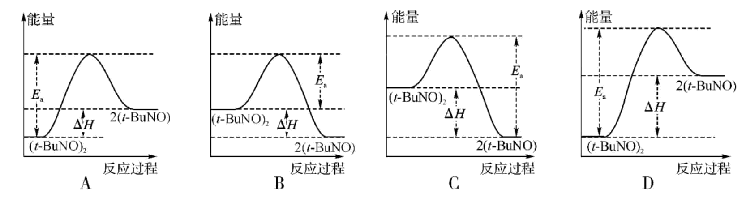 能量
Eₐ
ΔH
2(t-BuNO)
(t-BuNO)₂
反应过程
A
能量
Eₐ
(t-BuNO)₂
ΔH
2(t-BuNO)
反应过程
B
能量
Eₐ
(t-BuNO)₂
ΔH
2(t-BuNO)
反应过程
C
能量
Eₐ
2(t-BuNO)
ΔH
(t-BuNO)₂
反应过程
D